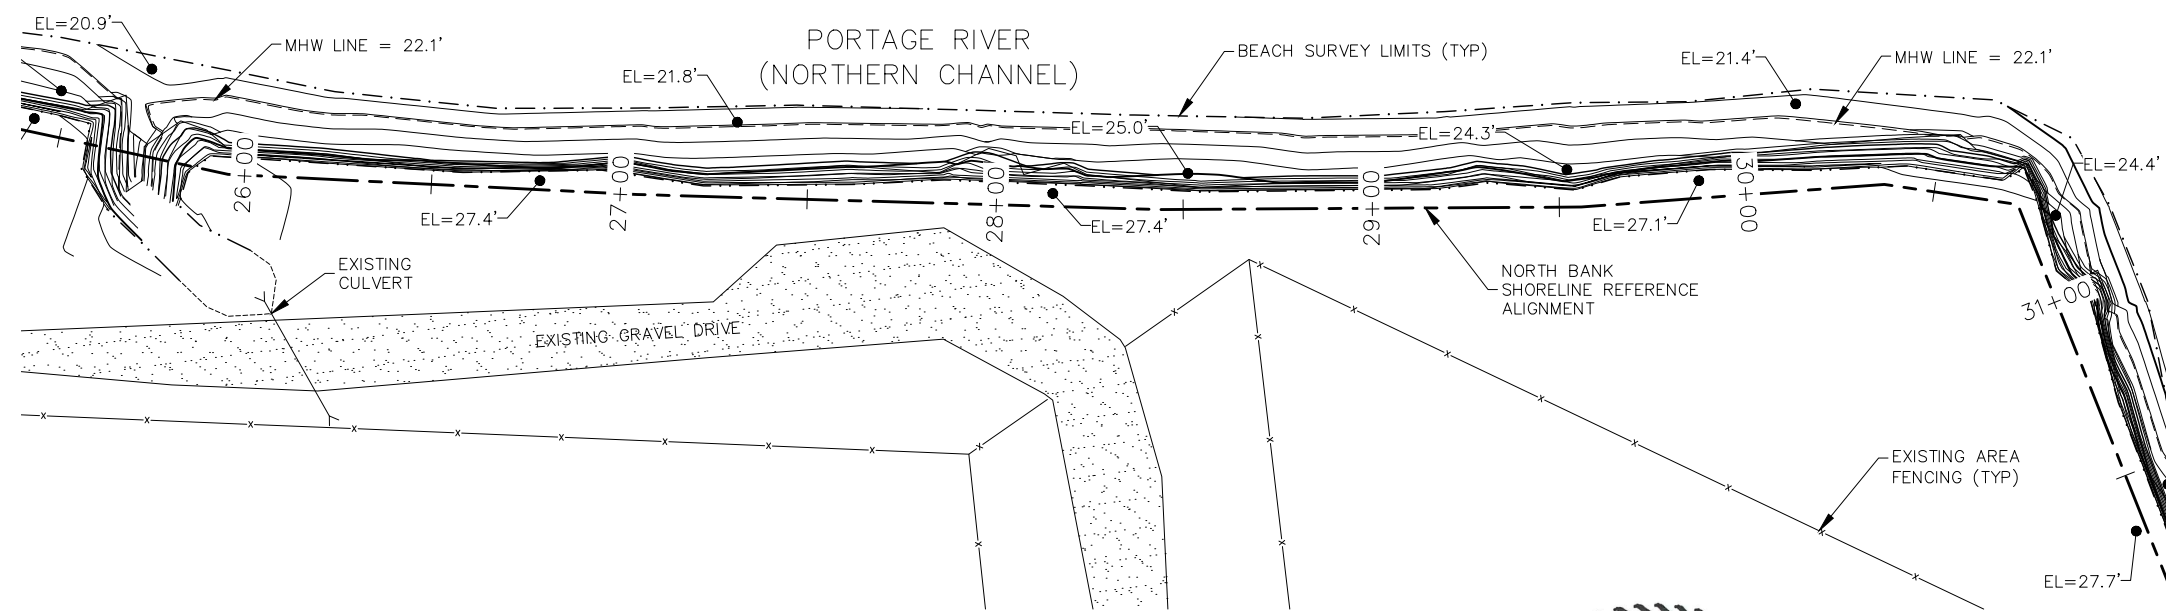 EL=20.9'
MHW LINE = 22.1'
PORTAGE RIVER
(NORTHERN CHANNEL)
EL=21.8'
BEACH SURVEY LIMITS (TYP)
EL=21.4'
MHW LINE = 22.1'
EL=25.0'
EL=24.3'
EL=24.4'
26+00
27+00
28+00
29+00
30+00
31+00
EL=27.4'
EL=27.4'
EL=27.1'
EXISTING
CULVERT
NORTH BANK
SHORELINE REFERENCE
ALIGNMENT
EXISTING GRAVEL DRIVE
EXISTING AREA
FENCING (TYP)
EL=27.7'